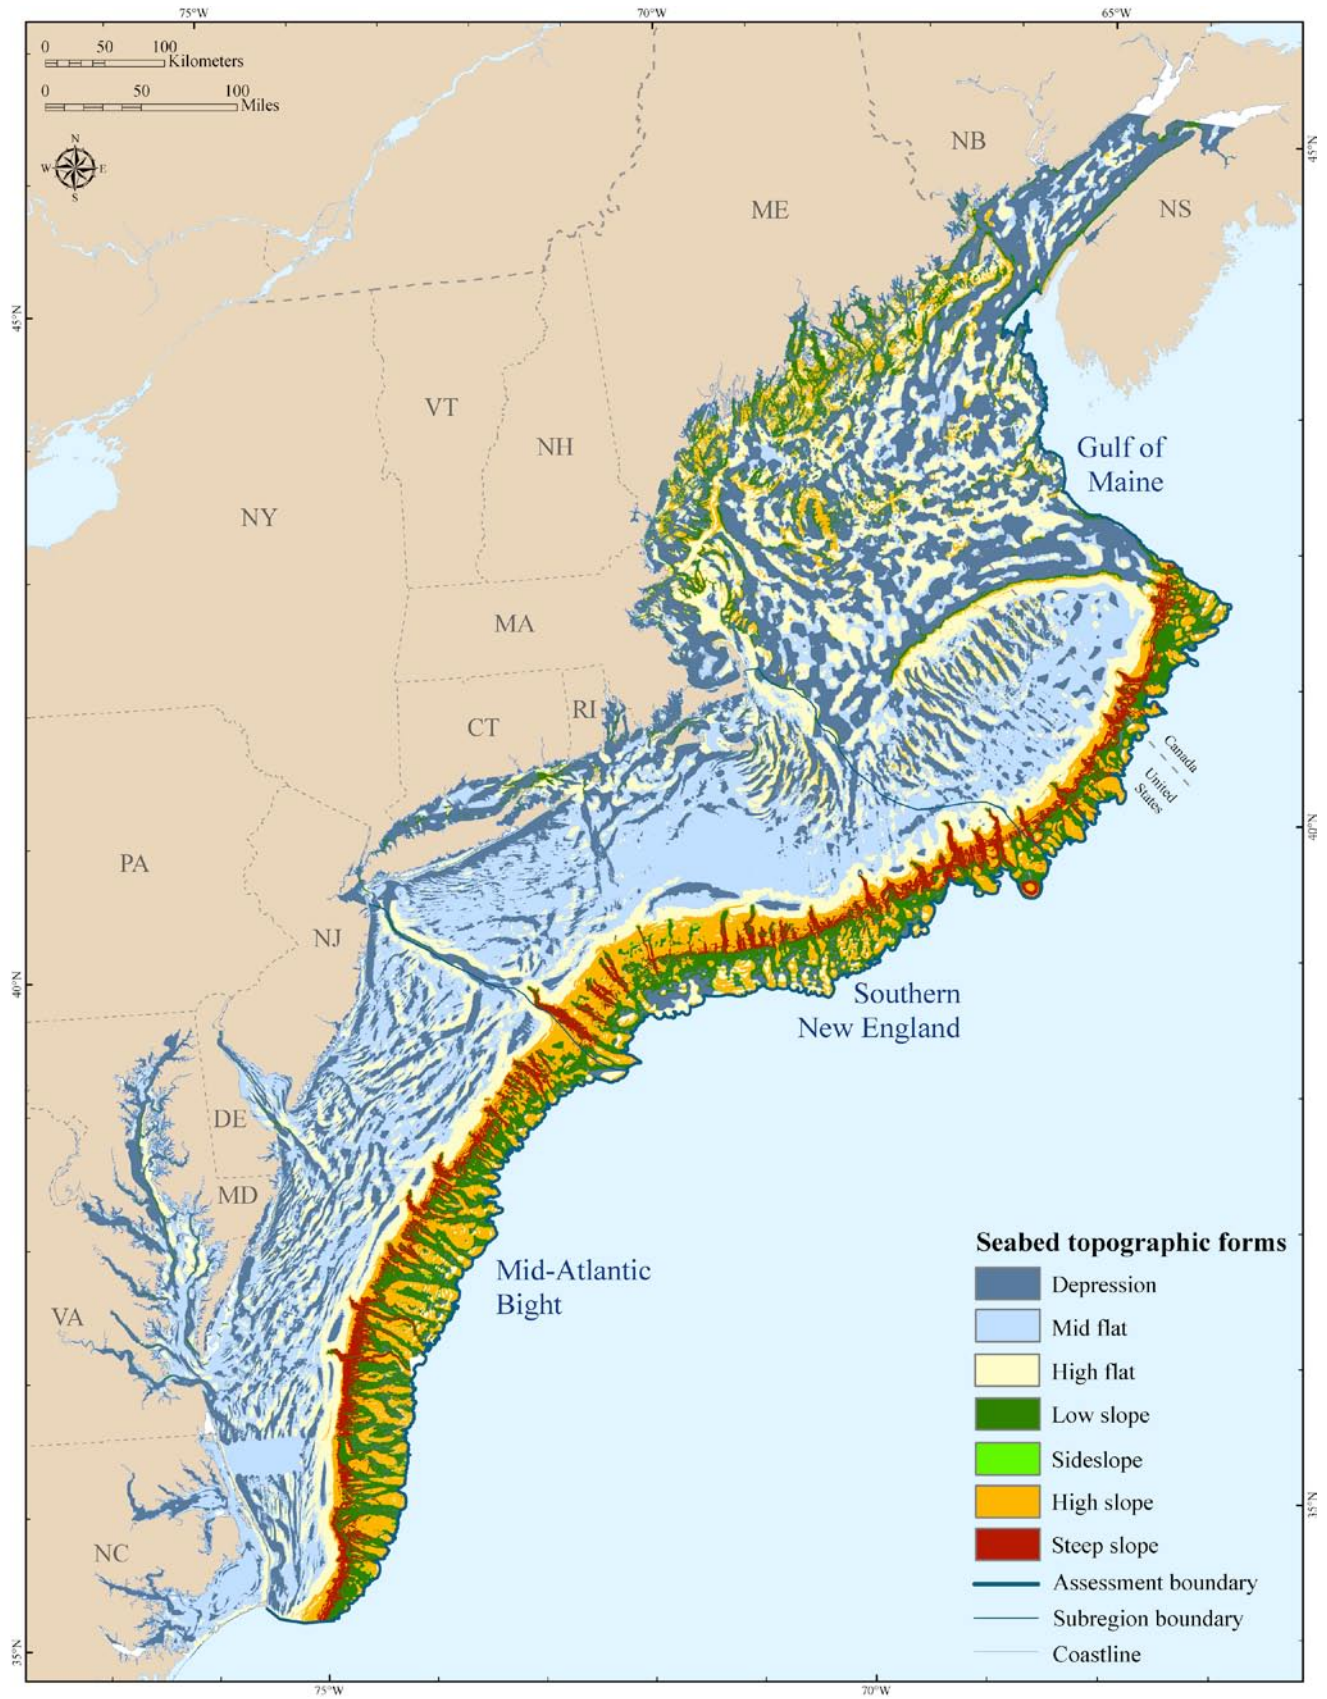 75°W
70°W
65°W
0 50 100
Kilometers
0 50 100
Miles
N
W E
S
NB
45°N
NS
ME
45°N
VT
NH
Gulf of
Maine
NY
MA
RI
CT
Canada
United
States
40°N
PA
NJ
40°N
Southern
New England
DE
MD
Mid-Atlantic
Bight
VA
Seabed topographic forms
Depression
Mid flat
High flat
Low slope
Sideslope
High slope
35°N
Steep slope
NC
Assessment boundary
Subregion boundary
Coastline
35°N
75°W
70°W